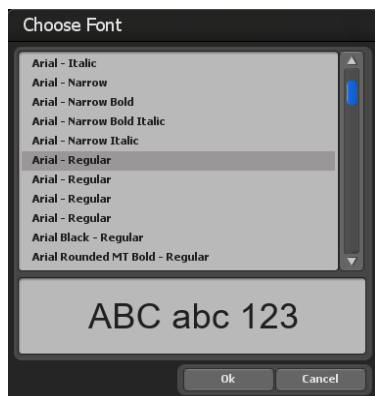 Choose Font
Arial - Italic
Arial - Narrow
Arial - Narrow Bold
Arial - Narrow Bold Italic
Arial - Narrow Italic
Arial - Regular
Arial - Regular
Arial - Regular
Arial - Regular
Arial Black - Regular
Arial Rounded MT Bold - Regular
ABC abc 123
Ok Cancel